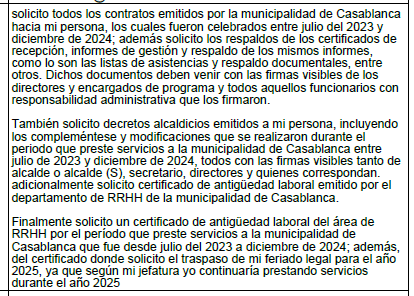 solicito todos los contratos emitidos por la municipalidad de Casablanca
hacia mi persona, los cuales fueron celebrados entre julio del 2023 y
diciembre de 2024; además solicito los respaldos de los certificados de
recepción, informes de gestión y respaldo de los mismos informes,
como lo son las listas de asistencias y respaldo documentales, entre
otros. Dichos documentos deben venir con las firmas visibles de los
directores y encargados de programa y todos aquellos funcionarios con
responsabilidad administrativa que los firmaron.
También solicito decretos alcaldicios emitidos a mi persona, incluyendo
los compleméntese y modificaciones que se realizaron durante el
periodo que preste servicios a la municipalidad de Casablanca entre
julio de 2023 y diciembre de 2024, todos con las firmas visibles tanto de
alcalde o alcalde (S), secretario, directores y quienes correspondan.
adicionalmente solicito certificado de antigüedad laboral emitido por el
departamento de RRHH de la municipalidad de Casablanca.
Finalmente solicito un certificado de antigüedad laboral del área de
RRHH por el período que preste servicios a la municipalidad de
Casablanca que fue desde julio del 2023 a diciembre de 2024; además,
del certificado donde solicito el traspaso de mi feriado legal para el año
2025, ya que según mi jefatura yo continuaría prestando servicios
durante el año 2025